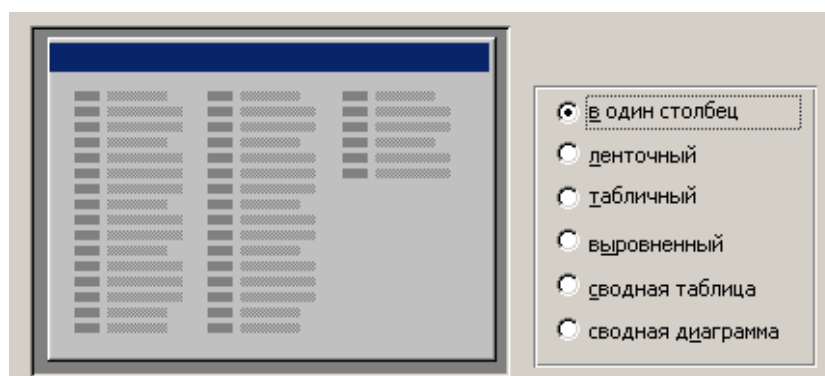 в один столбец
ленточный
табличный
выровненный
сводная таблица
сводная диаграмма